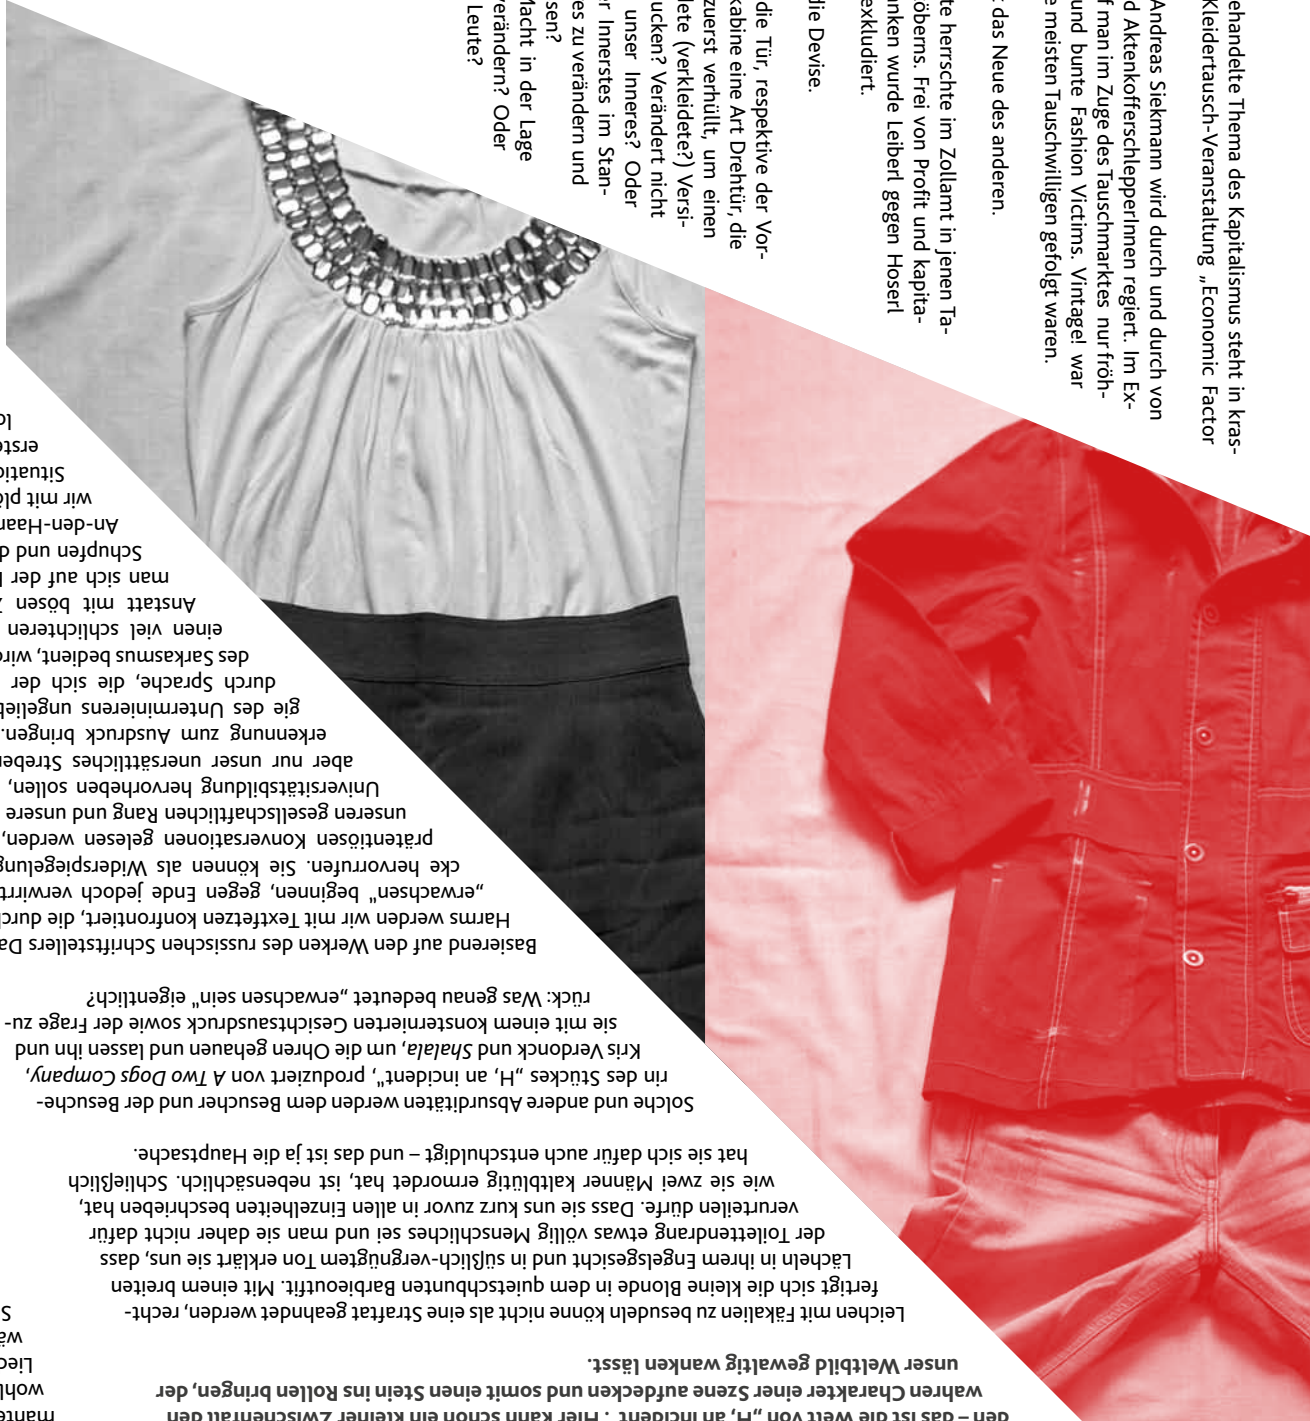 ehandelte Thema des Kapitalismus steht in kras-
Kleidertausch-Veranstaltung „Economic Factor
Andreas Siekmann wird durch und durch von
d AktenkofferschlepperInnen regiert. Im Ex-
f man im Zuge des Tauschmarktes nur fröh-
und bunte Fashion Victims. Vintage! war
e meisten Tauschwilligen gefolgt waren.
das Neue des anderen.
te herrschte im Zollamt in jenen Ta-
öberns. Frei von Profit und kapita-
nken wurde Leiberl gegen Hoserl
exkludiert.
die Devise.
die Tür, respektive der Vor-
kabine eine Art Drehtür, die
zuerst verhüllt, um einen
dete (verkleidete?) Versi-
ucken? Verändert nicht
unser Inneres? Oder
r Innerstes im Stan-
es zu verändern und
sen?
Macht in der Lage
verändern? Oder
Leute?
den – das ist die Welt von „H, an incident“. Hier kann schon ein kleiner Zwischenfall den
wahren Charakter einer Szene aufdecken und somit einen Stein ins Rollen bringen, der
unser Weltbild gewaltig wanken lässt.
Leichen mit Fäkalien zu besudeln könne nicht als eine Straftat geahndet werden, recht-
fertigt sich die kleine Blonde in dem quietschbunten Barbieoutfit. Mit einem breiten
Lächeln in ihrem Engelsgesicht und in süßlich-vergnügtem Ton erklärt sie uns, dass
der Toilettendrang etwas völlig Menschliches sei und man sie daher nicht dafür
verurteilen dürfe. Dass sie uns kurz zuvor in allen Einzelheiten beschrieben hat,
wie sie zwei Männer kaltblütig ermordet hat, ist nebensächlich. Schließlich
hat sie sich dafür auch entschuldigt – und das ist ja die Hauptsache.
Solche und andere Absurditäten werden dem Besucher und der Besuche-
rin des Stückes „H, an incident“, produziert von A Two Dogs Company,
Kris Verdonck und Shalala, um die Ohren gehauen und lassen ihn und
sie mit einem konsternierten Gesichtsausdruck sowie der Frage zu-
rück: Was genau bedeutet „erwachsen sein“ eigentlich?
Basierend auf den Werken des russischen Schriftstellers Da
Harms werden wir mit Textfetzen konfrontiert, die durc
„erwachsen“ beginnen, gegen Ende jedoch verwirrt
cke hervorrufen. Sie können als Widerspiegelung
prätentiösen Konversationen gelesen werden,
unseren gesellschaftlichen Rang und unsere
Universitätsbildung hervorheben sollen,
aber nur unser unersättliches Strebe
erkennung zum Ausdruck bringen.
gie des Unterminierens ungelieb
durch Sprache, die sich der
des Sarkasmus bedient, wir
einen viel schlichteren
Anstatt mit bösen
man sich auf der
Schupfen und d
An-den-Haar
wir mit plö
Situatio
erste
lo
mante
wohl
Lied
wä
S